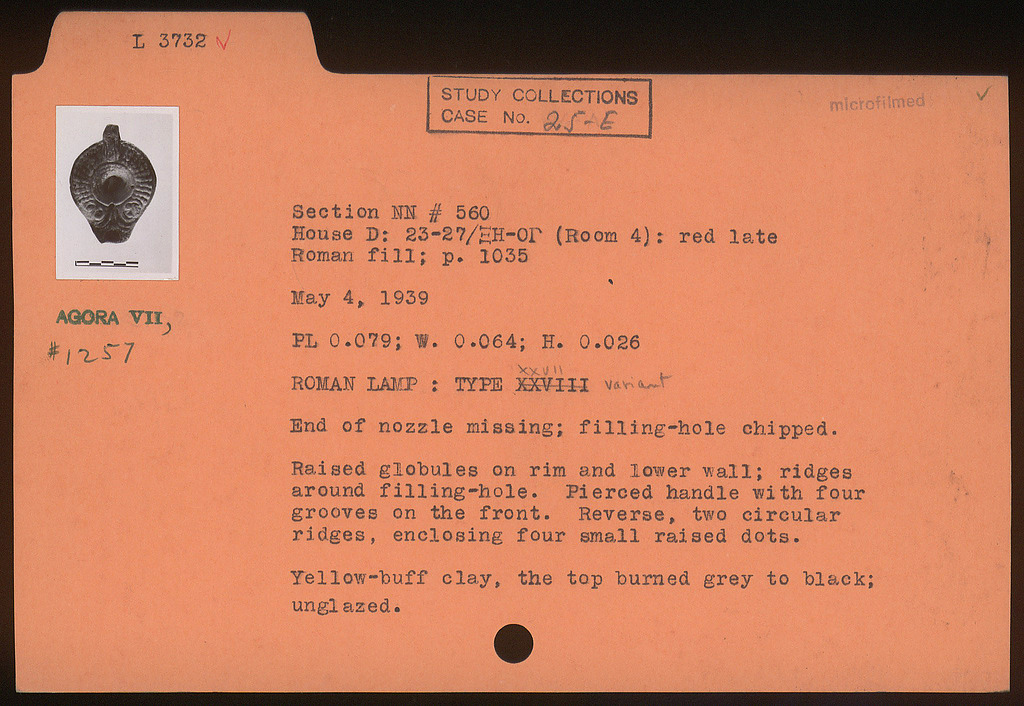 L 3732 ✓
STUDY COLLECTIONS
CASE No. 25-E
microfilmed ✓
Section NN # 560
House D: 23-27/ΞH-OΓ (Room 4): red late
Roman fill; p. 1035
May 4, 1939
AGORA VII,
#1257
PL 0.079; W. 0.064; H. 0.026
XXVII
ROMAN LAMP : TYPE XXVIII variant
End of nozzle missing; filling-hole chipped.
Raised globules on rim and lower wall; ridges
around filling-hole. Pierced handle with four
grooves on the front. Reverse, two circular
ridges, enclosing four small raised dots.
Yellow-buff clay, the top burned grey to black;
unglazed.